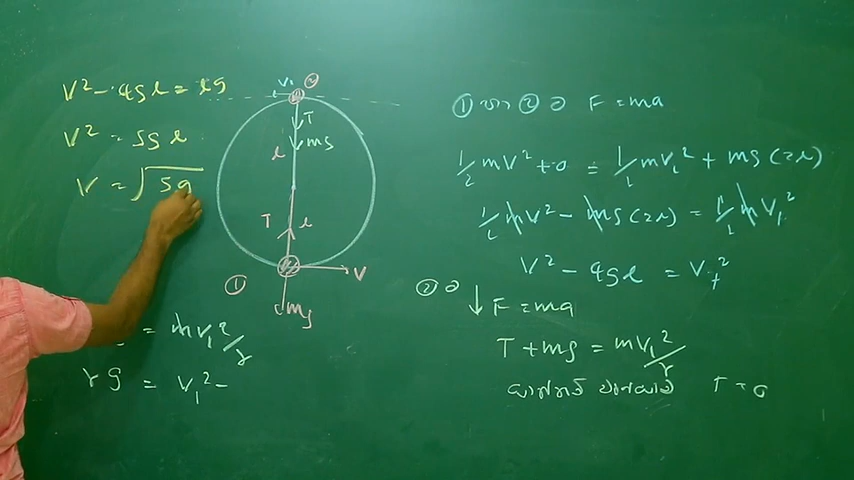 V² - 4gl = lg
V² = 5gl
V = √5g
= mV₁²/r
rg = V₁² -
V₁ ②
T
mg
l
T l
① V
mg
① ② F = ma
½mV² + 0 = ½mV₁² + mg(2l)
½mV² - mg(2l) = ½mV₁²
V² - 4gl = V₁²
② ↓ F = ma
T + mg = mV₁²/r
T = 0